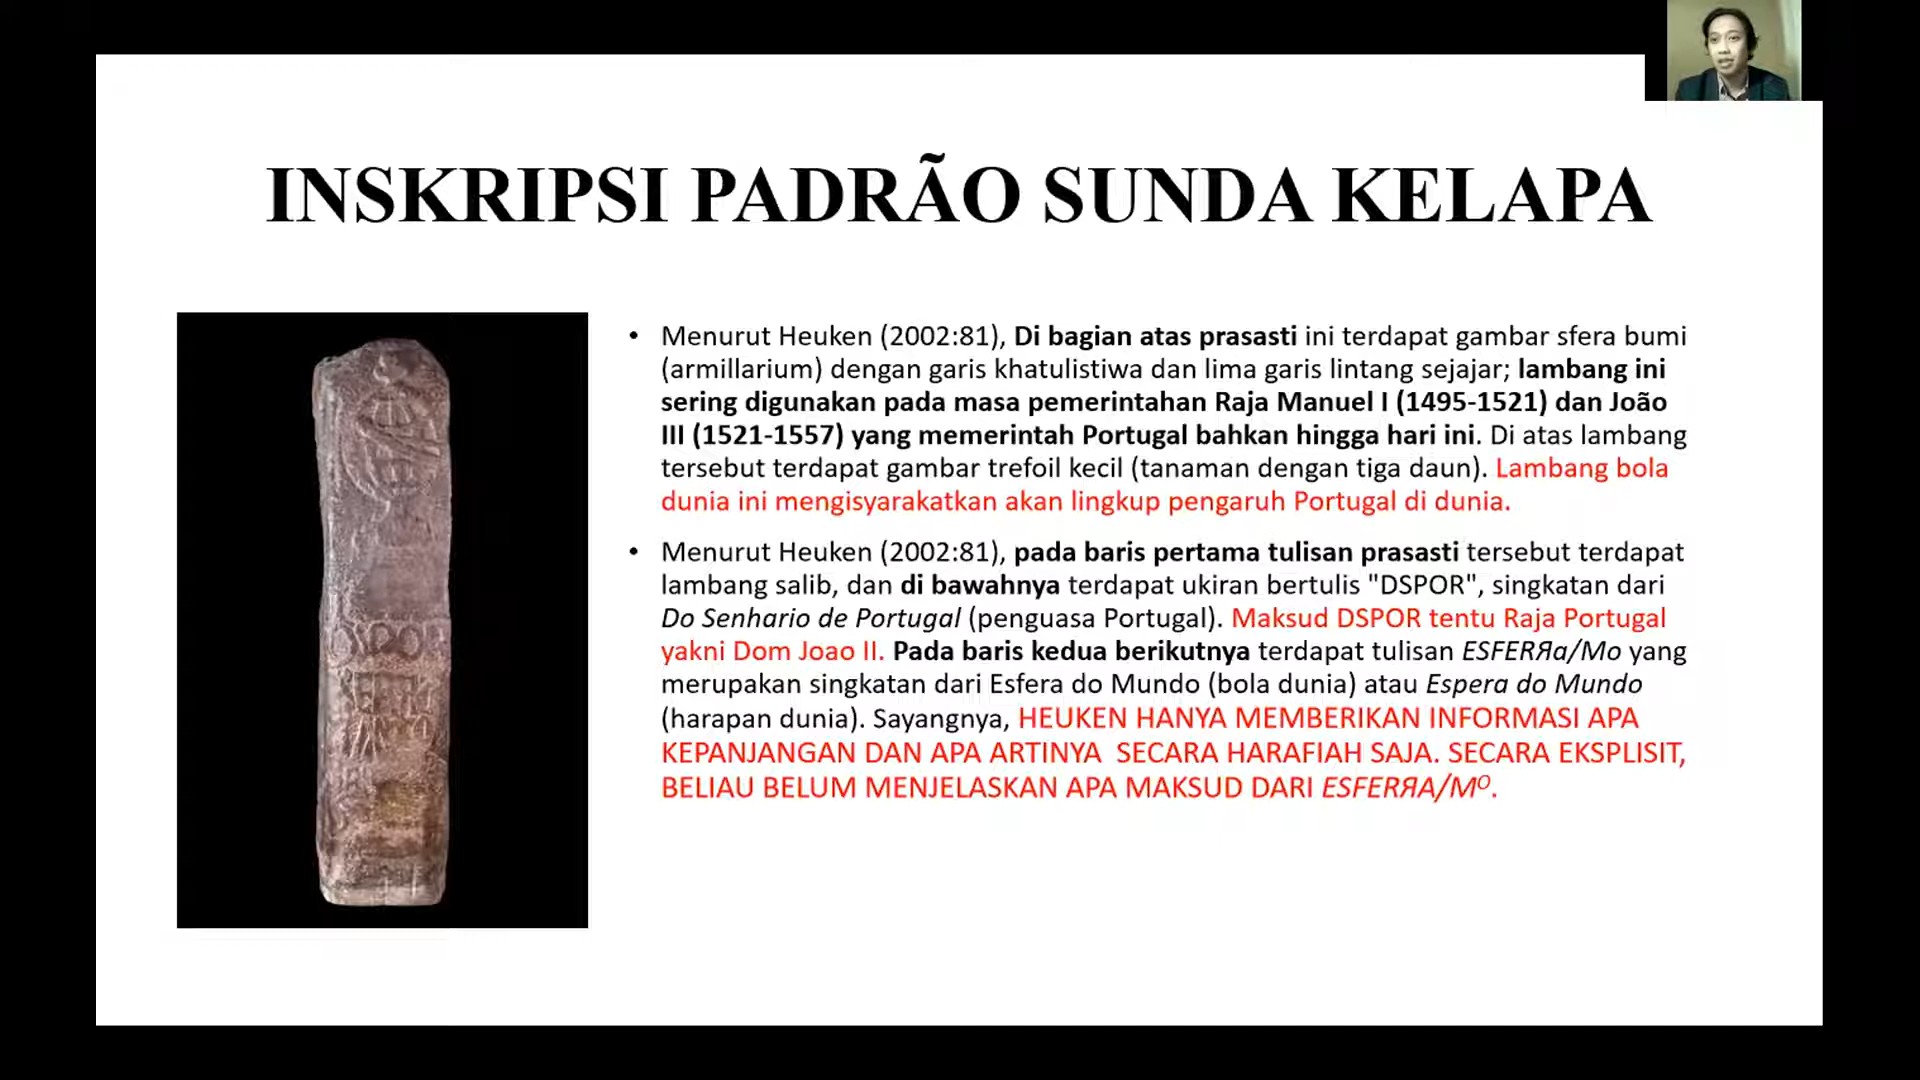 INSKRIPSI PADRÃO SUNDA KELAPA
• Menurut Heuken (2002:81), Di bagian atas prasasti ini terdapat gambar sfera bumi
(armillarium) dengan garis khatulistiwa dan lima garis lintang sejajar; lambang ini
sering digunakan pada masa pemerintahan Raja Manuel I (1495-1521) dan João
III (1521-1557) yang memerintah Portugal bahkan hingga hari ini. Di atas lambang
tersebut terdapat gambar trefoil kecil (tanaman dengan tiga daun). Lambang bola
dunia ini mengisyarakatkan akan lingkup pengaruh Portugal di dunia.
• Menurut Heuken (2002:81), pada baris pertama tulisan prasasti tersebut terdapat
lambang salib, dan di bawahnya terdapat ukiran bertulis "DSPOR", singkatan dari
Do Senhario de Portugal (penguasa Portugal). Maksud DSPOR tentu Raja Portugal
yakni Dom Joao II. Pada baris kedua berikutnya terdapat tulisan ESFERЯa/Mo yang
merupakan singkatan dari Esfera do Mundo (bola dunia) atau Espera do Mundo
(harapan dunia). Sayangnya, HEUKEN HANYA MEMBERIKAN INFORMASI APA
KEPANJANGAN DAN APA ARTINYA SECARA HARAFIAH SAJA. SECARA EKSPLISIT,
BELIAU BELUM MENJELASKAN APA MAKSUD DARI ESFERЯA/Mᴼ.